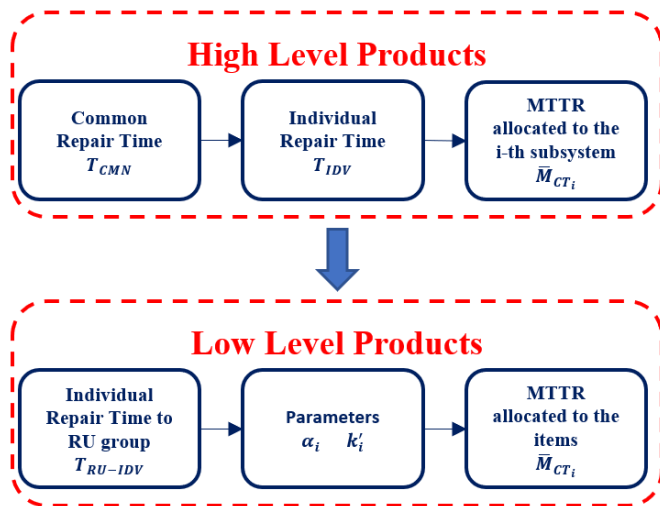 High Level Products
Common
Repair Time
T_CMN
Individual
Repair Time
T_IDV
MTTR
allocated to the
i-th subsystem
M̅_CT_i
Low Level Products
Individual
Repair Time to
RU group
T_RU−IDV
Parameters
α_i k′_i
MTTR
allocated to the
items
M̅_CT_i